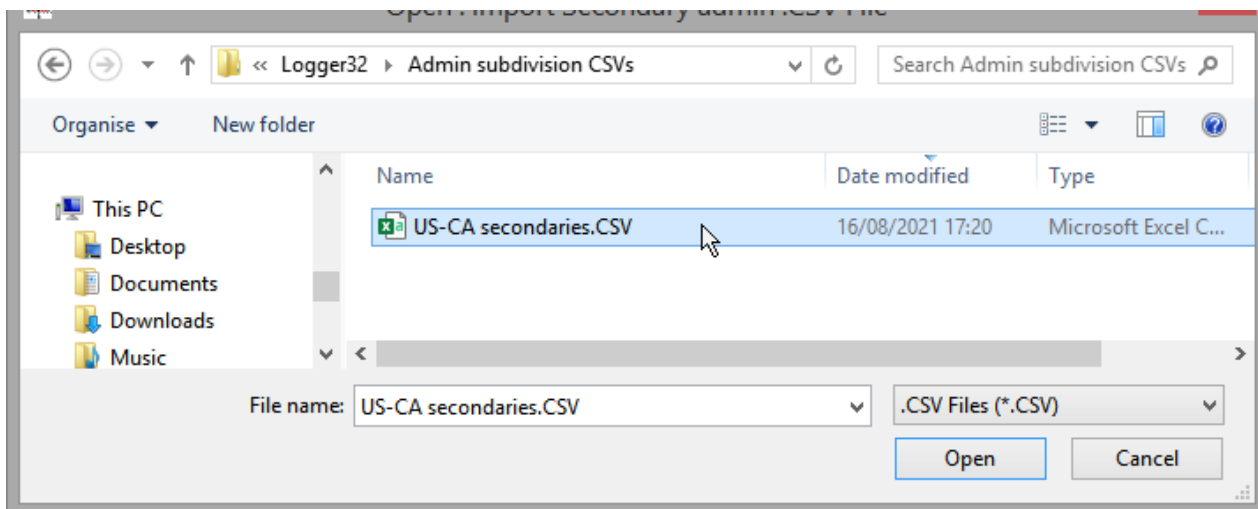 Open : Import Secondary admin .CSV File
« Logger32 Admin subdivision CSVs Search Admin subdivision CSVs
Organise New folder
Name Date modified Type
This PC
US-CA secondaries.CSV 16/08/2021 17:20 Microsoft Excel C...
Desktop
Documents
Downloads
Music
File name: US-CA secondaries.CSV .CSV Files (*.CSV)
Open Cancel